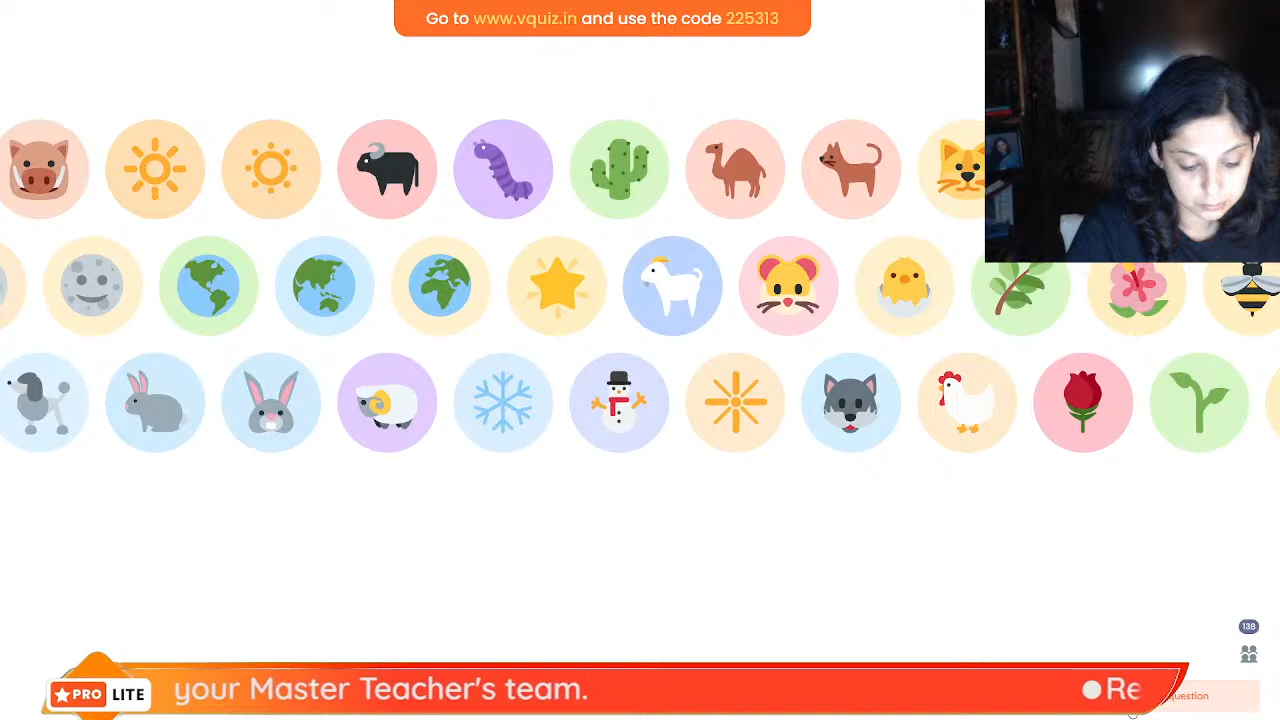 Go to www.vquiz.in and use the code 225313
138
question
PRO LITE your Master Teacher's team. Re